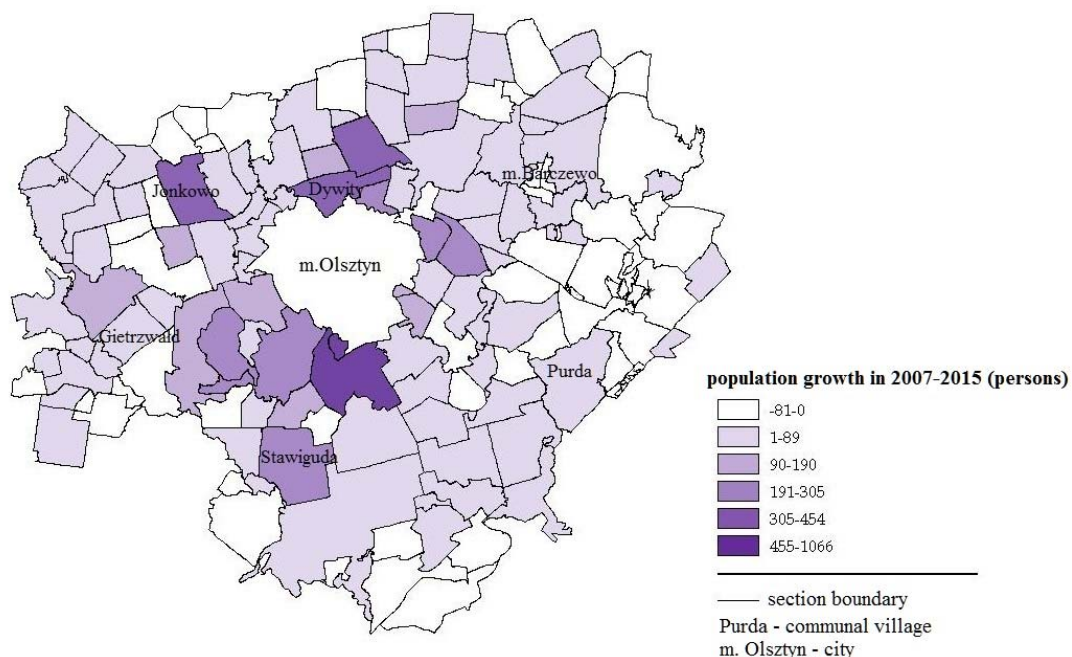 Jonkowo
Dywity
m.Barczewo
m.Olsztyn
Gietrzwałd
Purda
Stawiguda
population growth in 2007-2015 (persons)
-81-0
1-89
90-190
191-305
305-454
455-1066
section boundary
Purda - communal village
m. Olsztyn - city